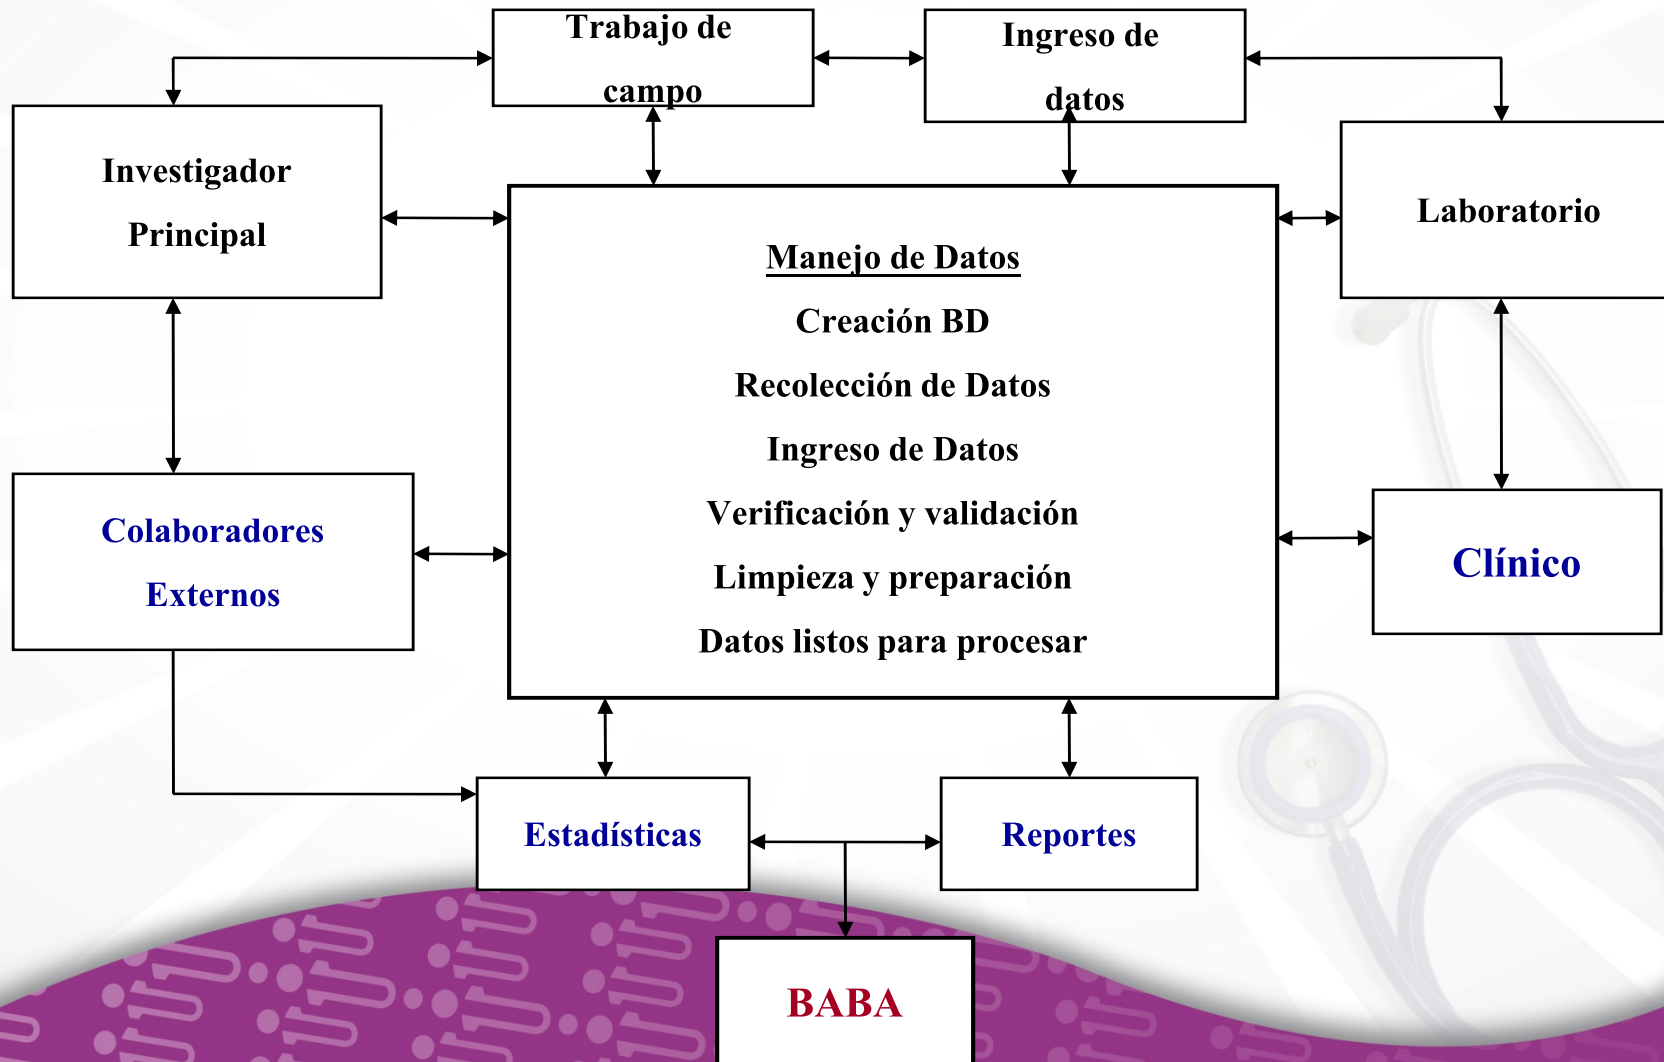 Trabajo de
campo
Ingreso de
datos
Investigador
Principal
Laboratorio
Manejo de Datos
Creación BD
Recolección de Datos
Ingreso de Datos
Verificación y validación
Limpieza y preparación
Datos listos para procesar
Colaboradores
Externos
Clínico
Estadísticas
Reportes
BABA